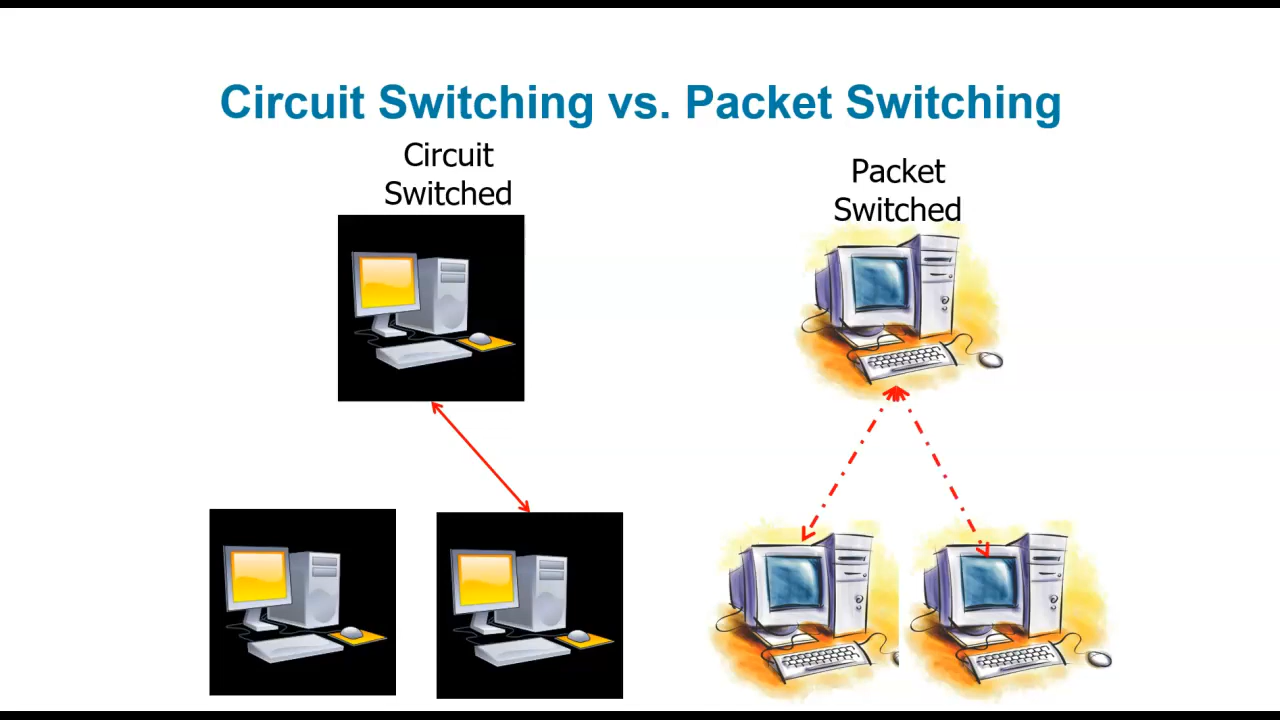 Circuit Switching vs. Packet Switching
Circuit
Switched
Packet
Switched